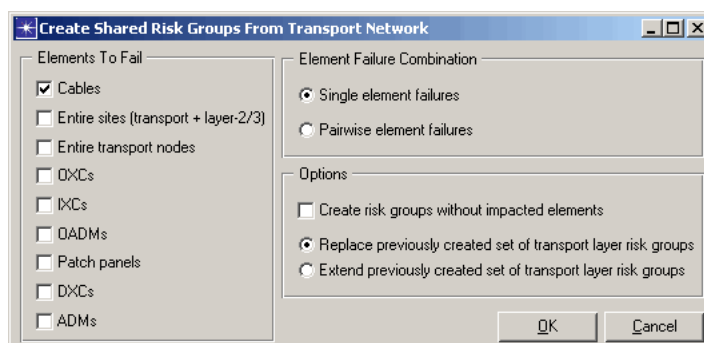 Create Shared Risk Groups From Transport Network
Elements To Fail
Cables
Entire sites (transport + layer-2/3)
Entire transport nodes
OXCs
IXCs
OADMs
Patch panels
DXCs
ADMs
Element Failure Combination
Single element failures
Pairwise element failures
Options
Create risk groups without impacted elements
Replace previously created set of transport layer risk groups
Extend previously created set of transport layer risk groups
OK
Cancel